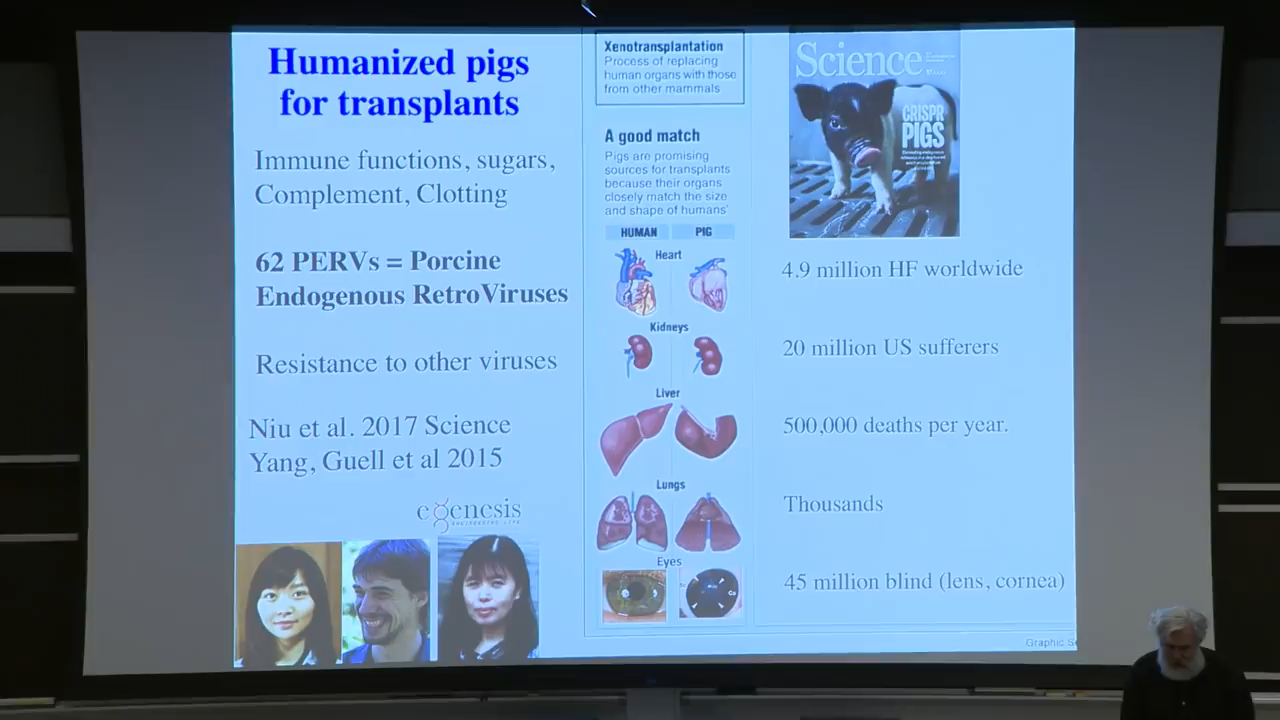 Humanized pigs
for transplants
Immune functions, sugars,
Complement, Clotting
62 PERVs = Porcine
Endogenous RetroViruses
Resistance to other viruses
Niu et al. 2017 Science
Yang, Guell et al 2015
egenesis
ENGINEERING LIFE
Xenotransplantation
Process of replacing
human organs with those
from other mammals
A good match
Pigs are promising
sources for transplants
because their organs
closely match the size
and shape of humans'
HUMAN PIG
Heart
Kidneys
Liver
Lungs
Eyes
Science
CRISPR
PIGS
4.9 million HF worldwide
20 million US sufferers
500,000 deaths per year.
Thousands
45 million blind (lens, cornea)
Graphic